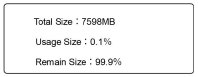 Total Size：7598MB
Usage Size：0.1%
Remain Size：99.9%